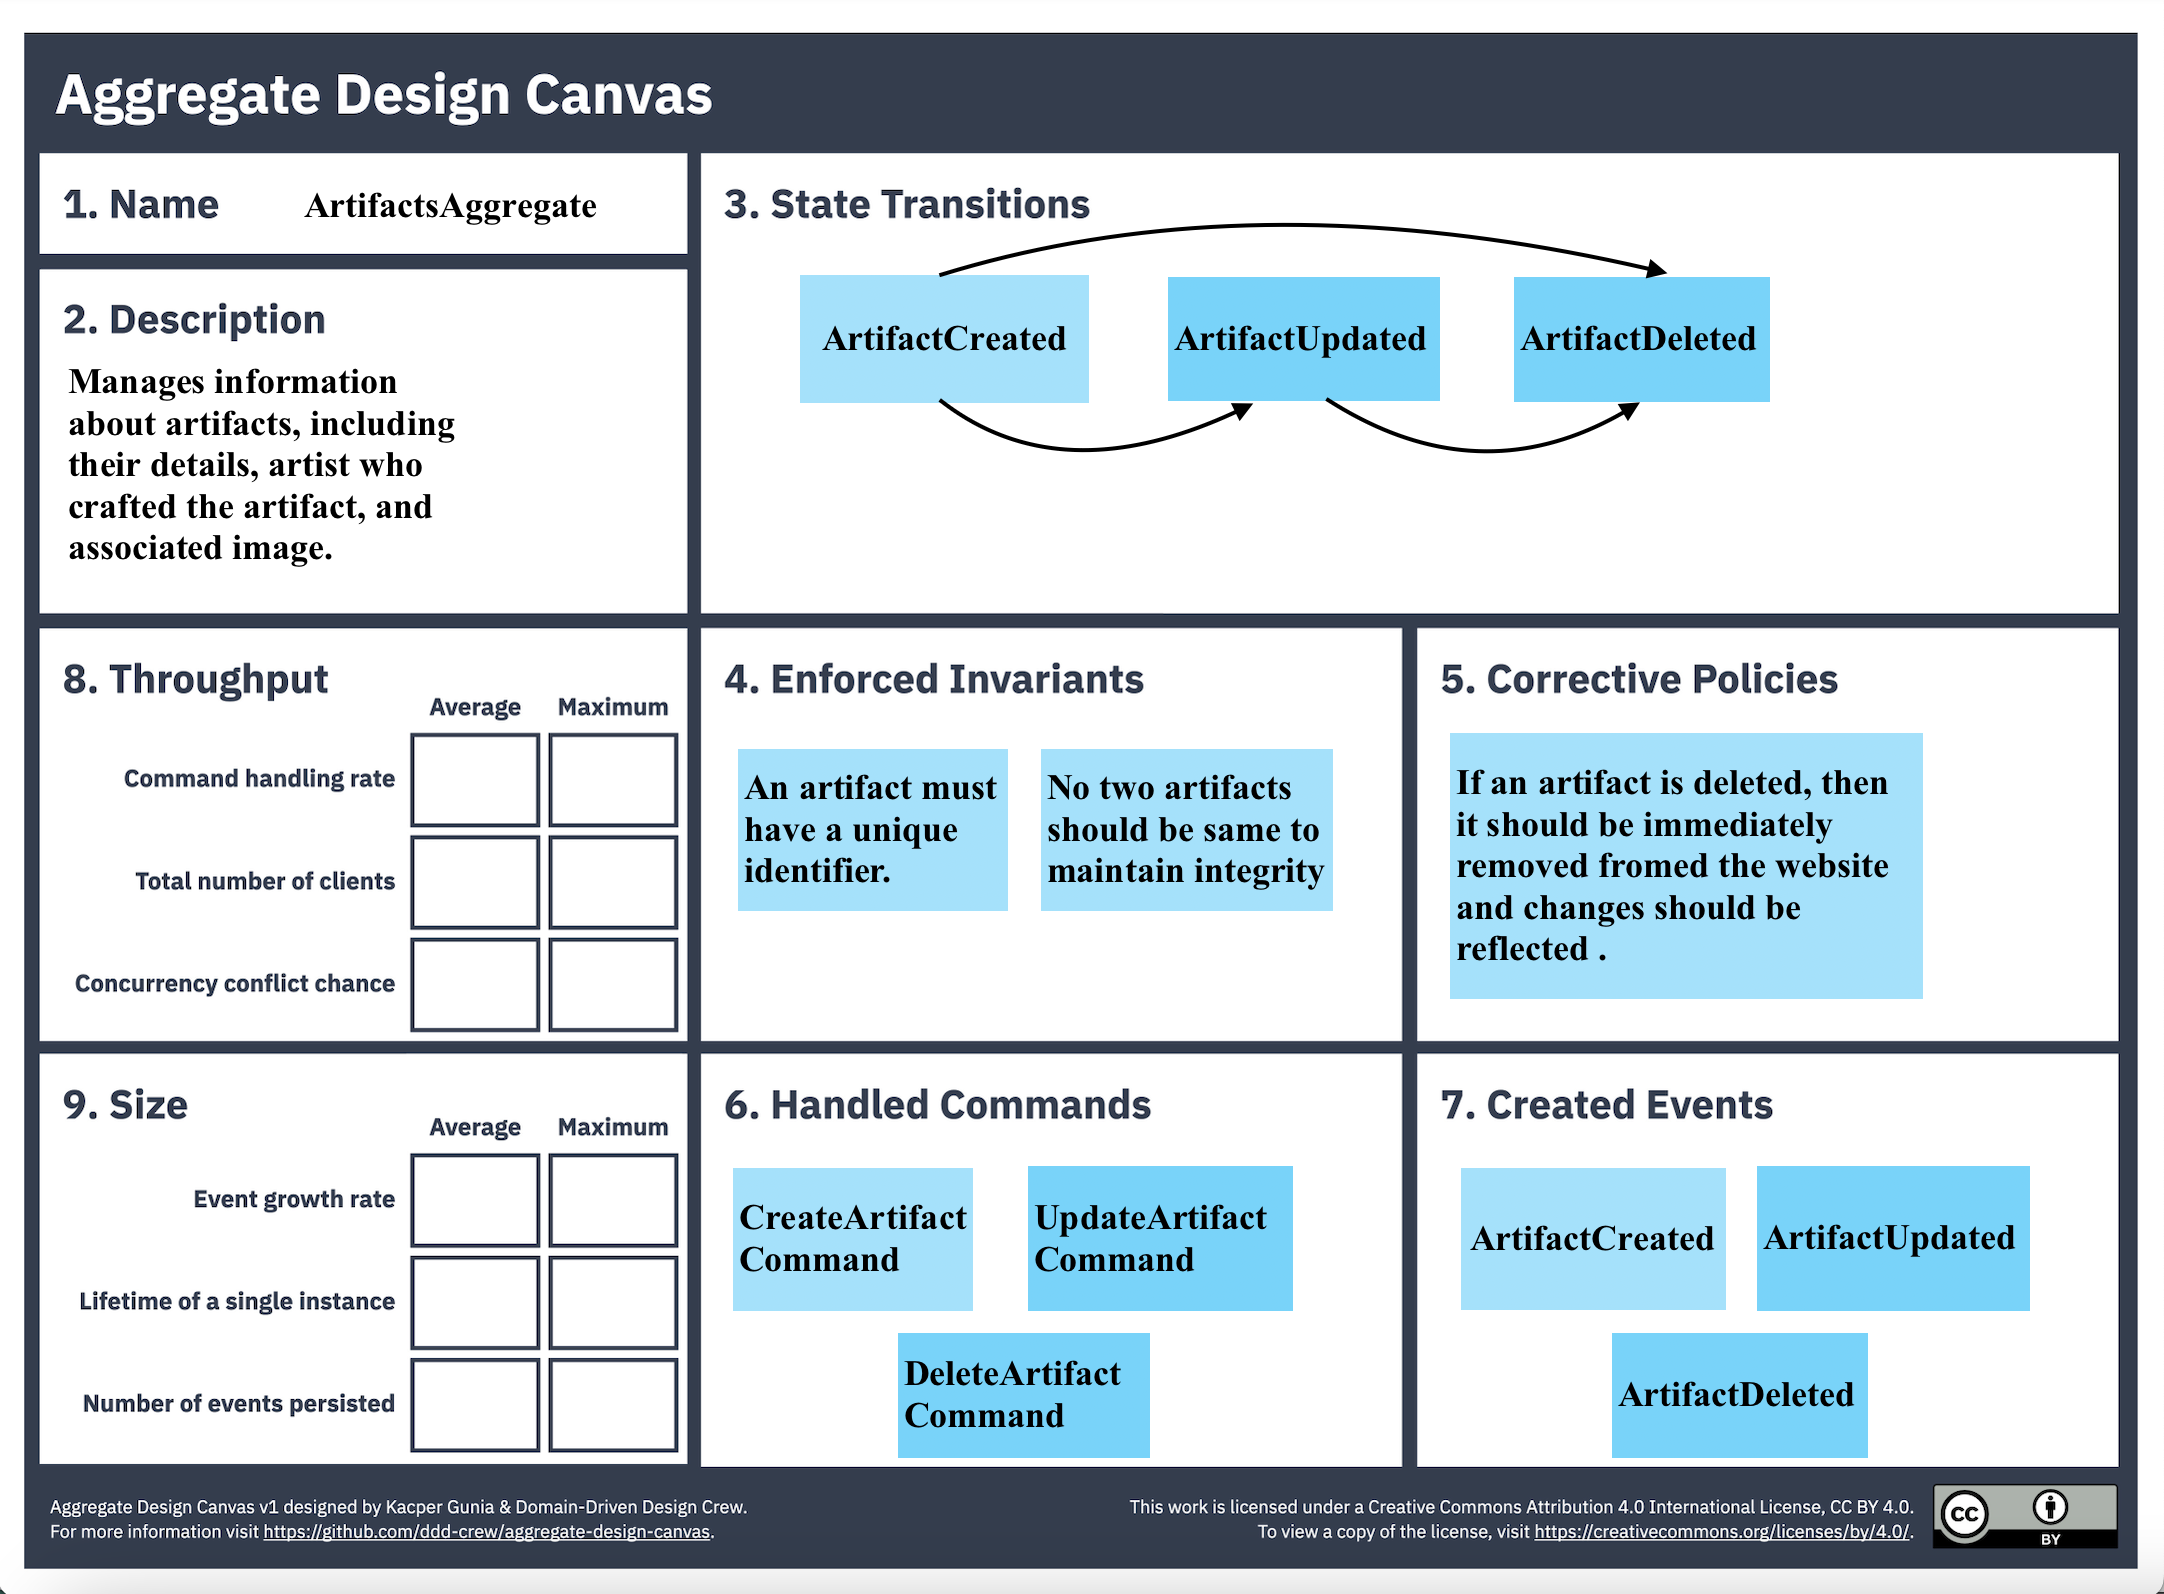 Aggregate Design Canvas
1. Name
ArtifactsAggregate
2. Description
Manages information
about artifacts, including
their details, artist who
crafted the artifact, and
associated image.
3. State Transitions
ArtifactCreated
ArtifactUpdated
ArtifactDeleted
8. Throughput
Average
Maximum
Command handling rate
Total number of clients
Concurrency conflict chance
4. Enforced Invariants
An artifact must
have a unique
identifier.
No two artifacts
should be same to
maintain integrity
5. Corrective Policies
If an artifact is deleted, then
it should be immediately
removed fromed the website
and changes should be
reflected .
9. Size
Average
Maximum
Event growth rate
Lifetime of a single instance
Number of events persisted
6. Handled Commands
CreateArtifact
Command
UpdateArtifact
Command
DeleteArtifact
Command
7. Created Events
ArtifactCreated
ArtifactUpdated
ArtifactDeleted
Aggregate Design Canvas v1 designed by Kacper Gunia & Domain-Driven Design Crew.
For more information visit https://github.com/ddd-crew/aggregate-design-canvas.
This work is licensed under a Creative Commons Attribution 4.0 International License, CC BY 4.0.
To view a copy of the license, visit https://creativecommons.org/licenses/by/4.0/.
cc
BY